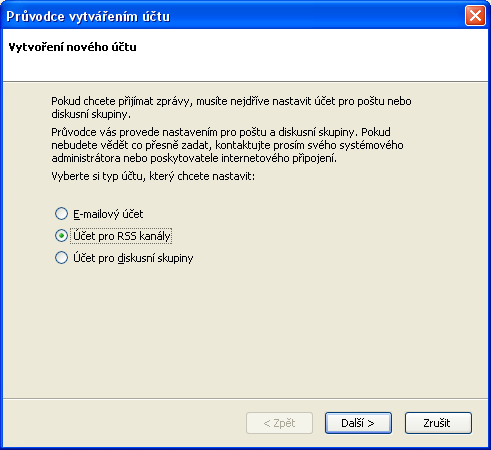 Průvodce vytvářením účtu
Vytvoření nového účtu
Pokud chcete přijímat zprávy, musíte nejdříve nastavit účet pro poštu nebo
diskusní skupiny.
Průvodce vás provede nastavením pro poštu a diskusní skupiny. Pokud
nebudete vědět co přesně zadat, kontaktujte prosím svého systémového
administrátora nebo poskytovatele internetového připojení.
Vyberte si typ účtu, který chcete nastavit:
E-mailový účet
Účet pro RSS kanály
Účet pro diskusní skupiny
< Zpět
Další >
Zrušit